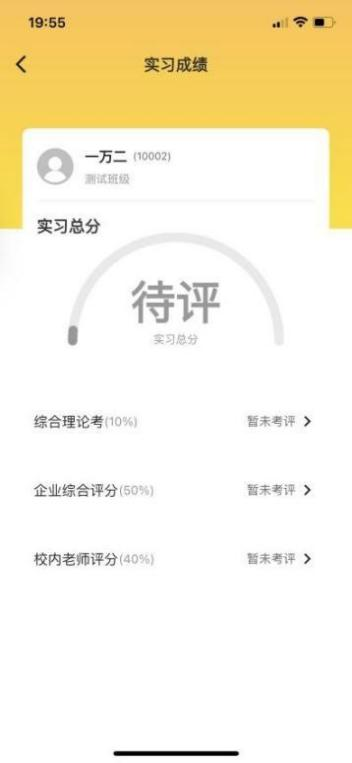 19:55
实习成绩
一万二 (10002)
测试班级
实习总分
待评
实习总分
综合理论考(10%) 暂未考评
企业综合评分(50%) 暂未考评
校内老师评分(40%) 暂未考评